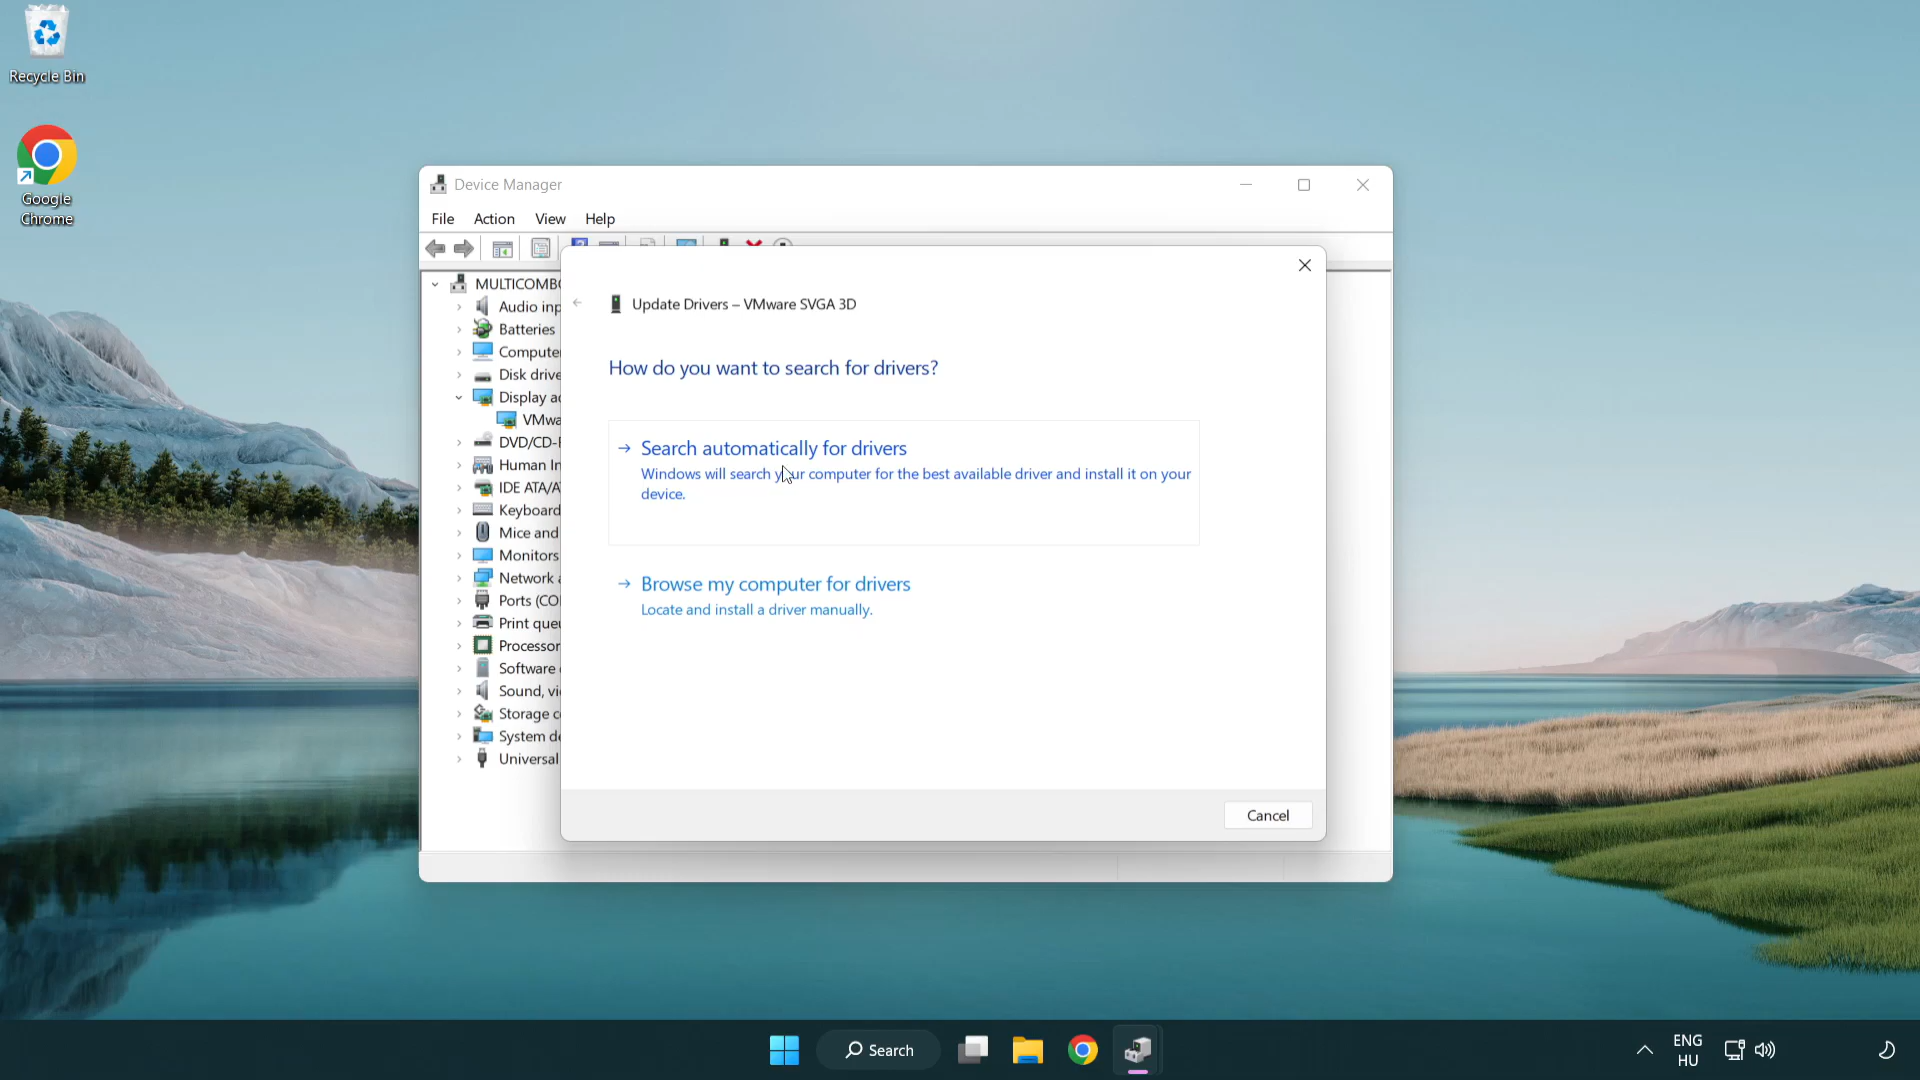 Recycle Bin
Google
Chrome
Device Manager
File Action View Help
MULTICOMBO
Audio inp
Batteries
Compute
Disk drive
Display a
VMwa
DVD/CD-
Human In
IDE ATA/A
Keyboard
Mice and
Monitors
Network a
Ports (CO
Print que
Processor
Software
Sound, vi
Storage c
System de
Universal
Update Drivers – VMware SVGA 3D
How do you want to search for drivers?
Search automatically for drivers
Windows will search your computer for the best available driver and install it on your
device.
Browse my computer for drivers
Locate and install a driver manually.
Cancel
Search
ENG
HU